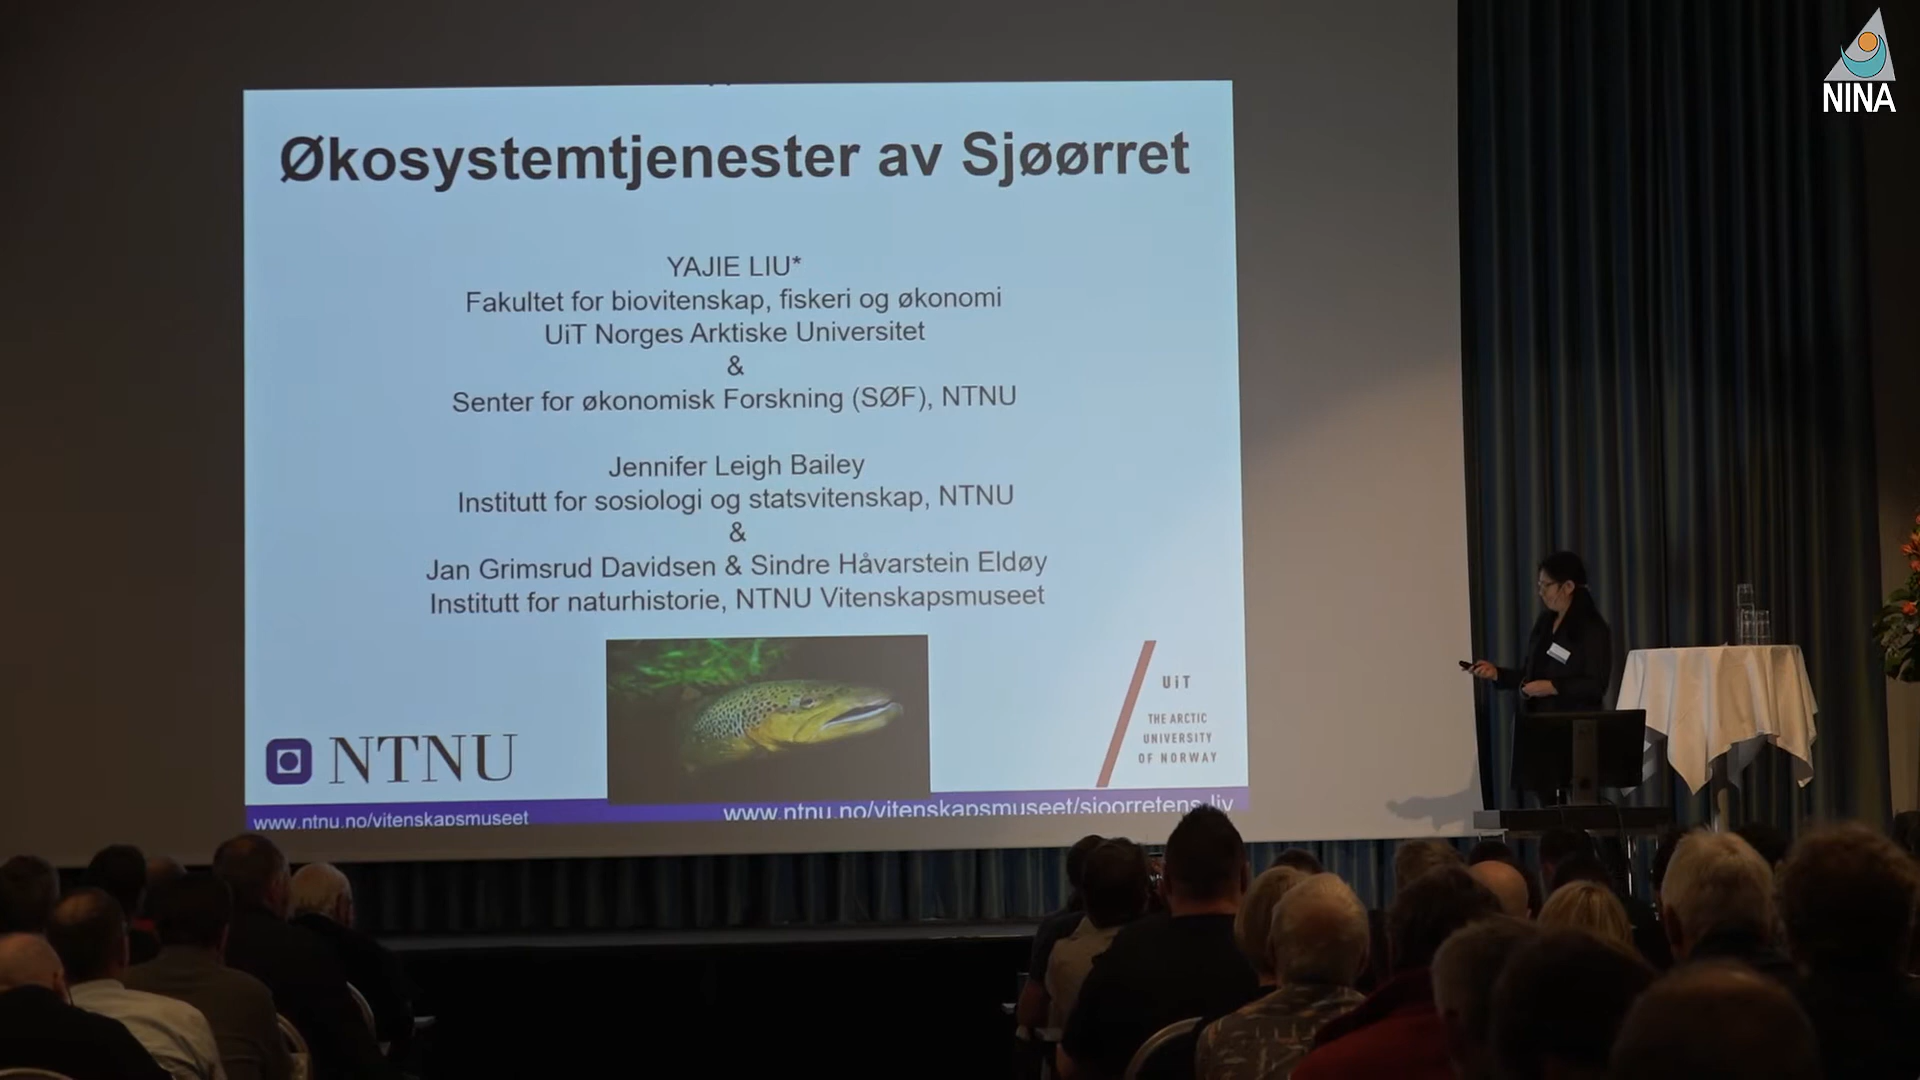 NINA
Økosystemtjenester av Sjøørret
YAJIE LIU*
Fakultet for biovitenskap, fiskeri og økonomi
UiT Norges Arktiske Universitet
&
Senter for økonomisk Forskning (SØF), NTNU
Jennifer Leigh Bailey
Institutt for sosiologi og statsvitenskap, NTNU
&
Jan Grimsrud Davidsen & Sindre Håvarstein Eldøy
Institutt for naturhistorie, NTNU Vitenskapsmuseet
NTNU
UiT
THE ARCTIC
UNIVERSITY
OF NORWAY
www.ntnu.no/vitenskapsmuseet
www.ntnu.no/vitenskapsmuseet/sjoorretens-liv